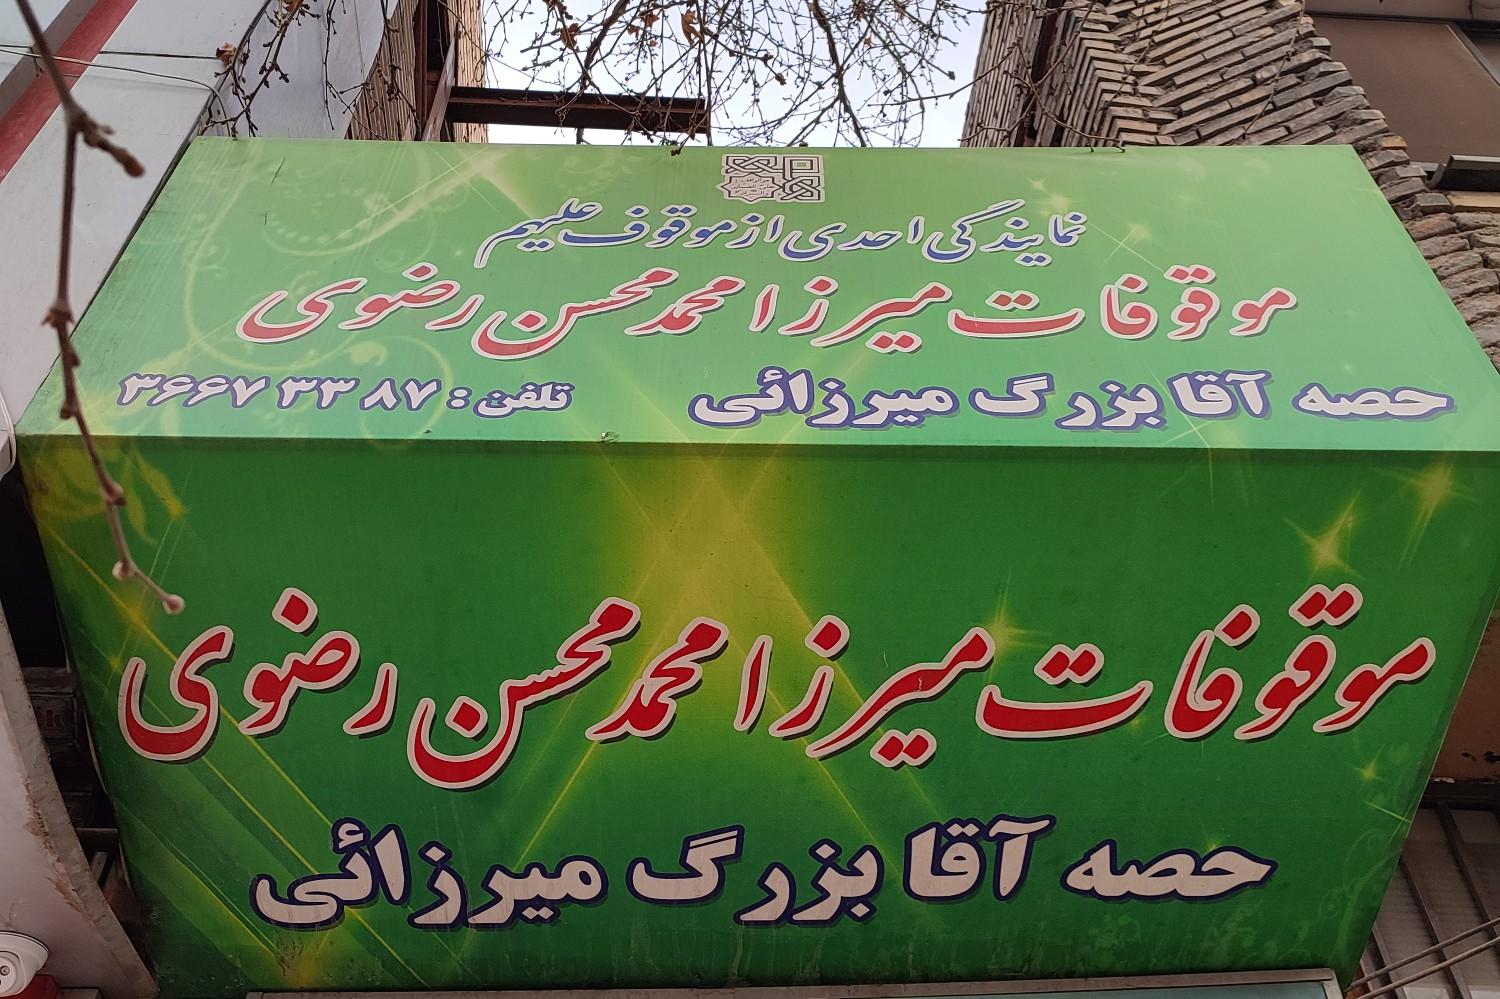 نمایندگی احدی از موقوف علیهم
موقوفات میرزا محمد محسن رضوی
حصه آقا بزرگ میرزائی تلفن: ۸۷ ۳۳ ۳۶۶۷
موقوفات میرزا محمد محسن رضوی
حصه آقا بزرگ میرزائی